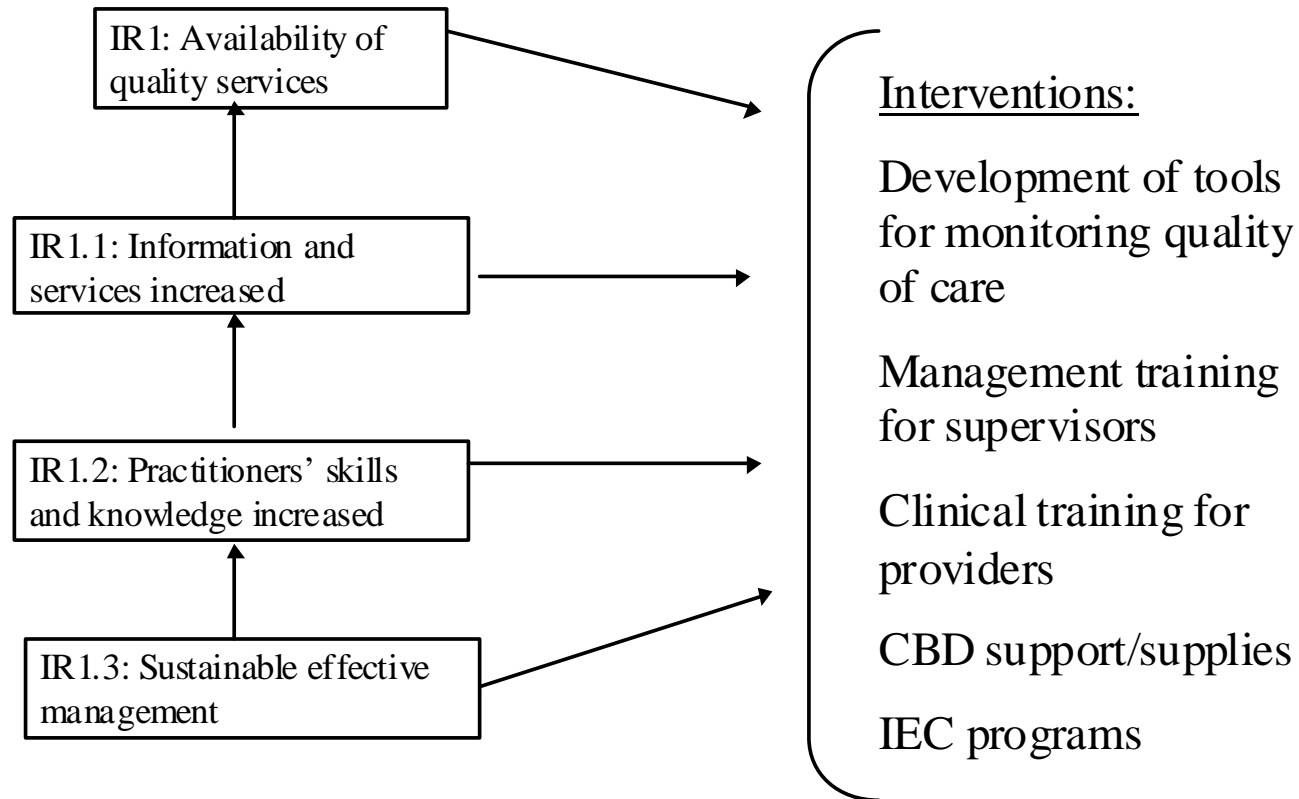 IR1: Availability of
quality services
IR1.1: Information and
services increased
IR1.2: Practitioners’ skills
and knowledge increased
IR1.3: Sustainable effective
management
Interventions:
Development of tools
for monitoring quality
of care
Management training
for supervisors
Clinical training for
providers
CBD support/supplies
IEC programs